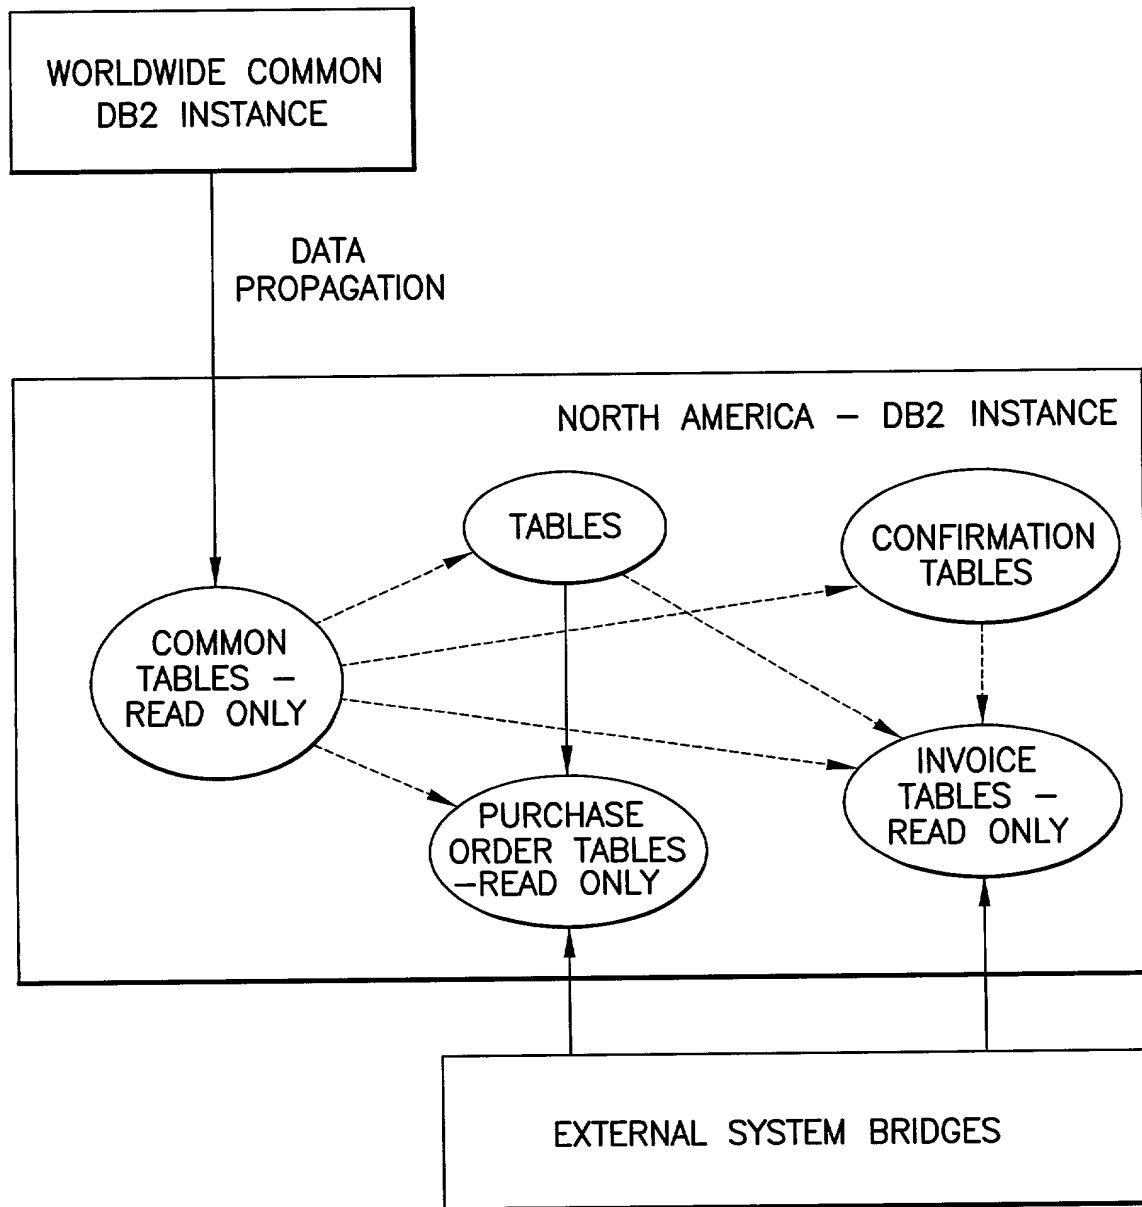 WORLDWIDE COMMON
DB2 INSTANCE
DATA
PROPAGATION
NORTH AMERICA – DB2 INSTANCE
TABLES
CONFIRMATION
TABLES
COMMON
TABLES –
READ ONLY
INVOICE
TABLES –
READ ONLY
PURCHASE
ORDER TABLES
–READ ONLY
EXTERNAL SYSTEM BRIDGES